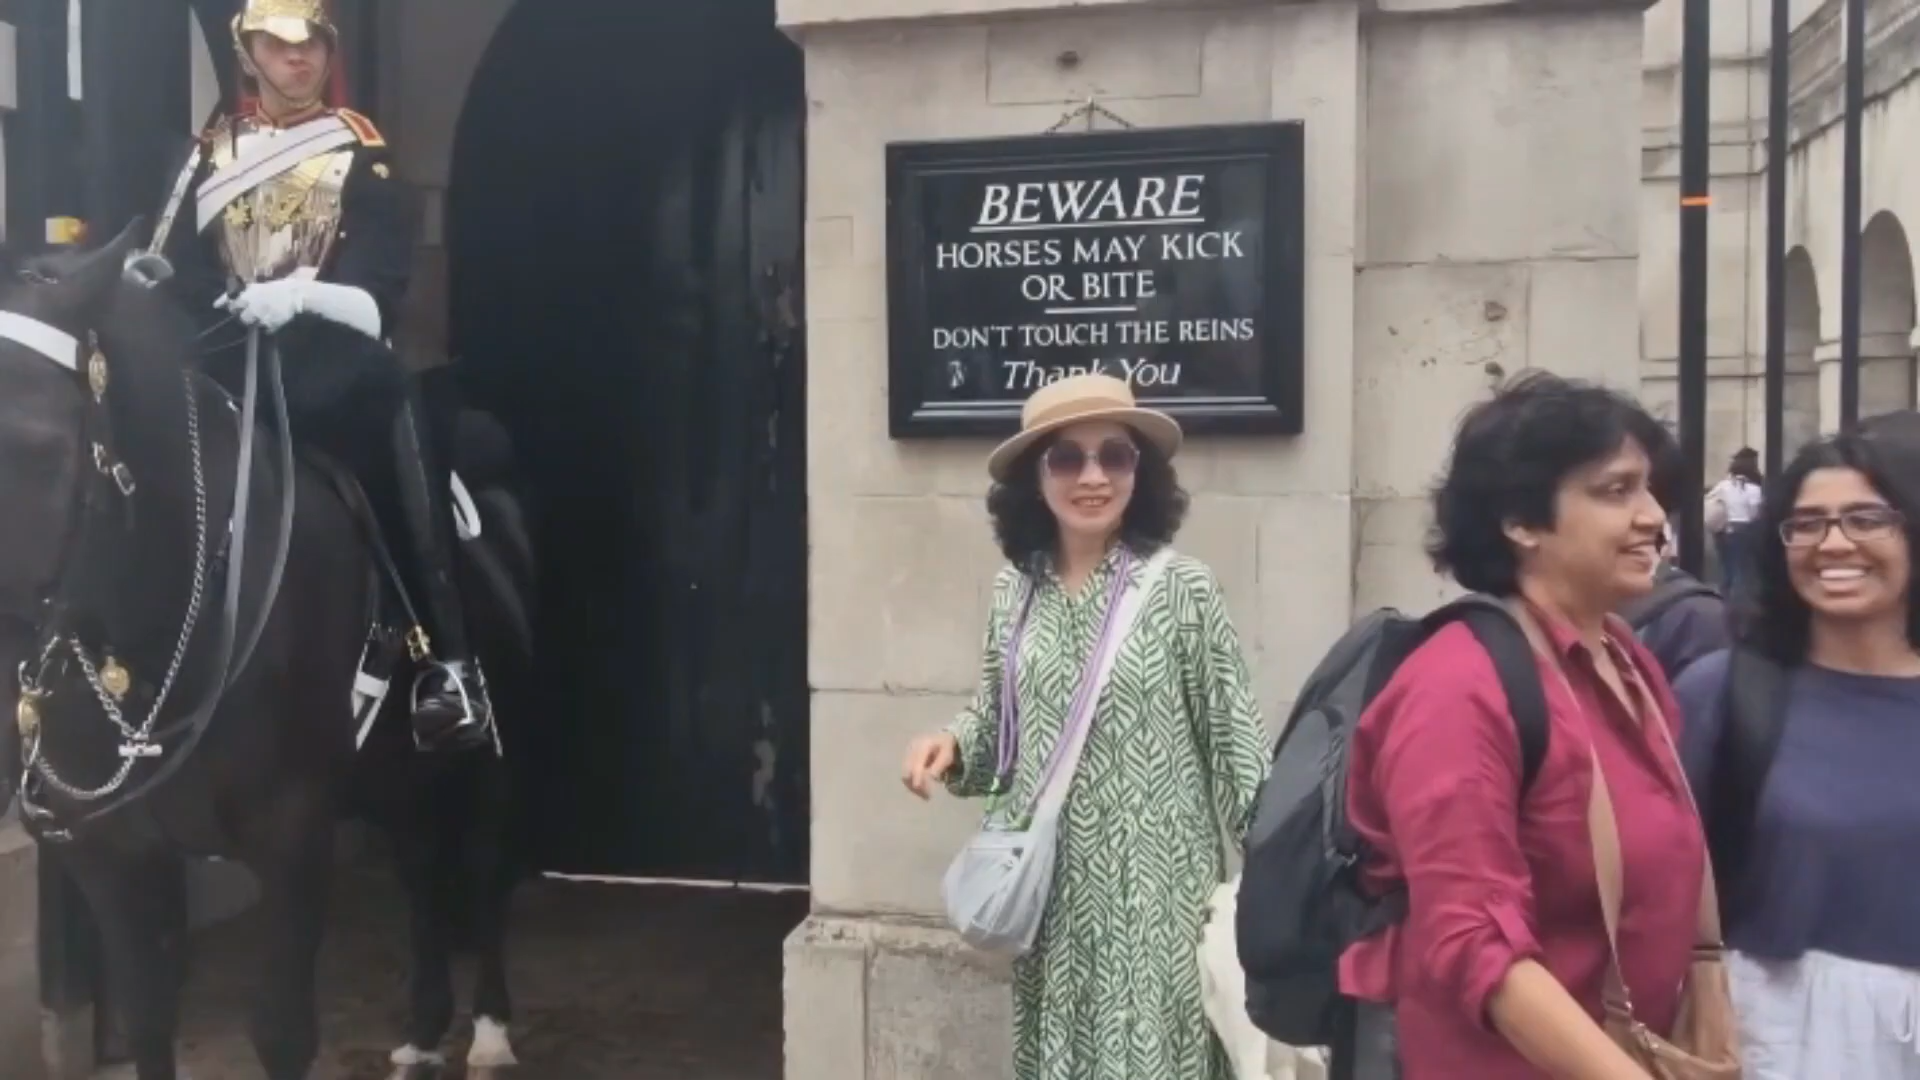 BEWARE
HORSES MAY KICK
OR BITE
DON'T TOUCH THE REINS
Thank You